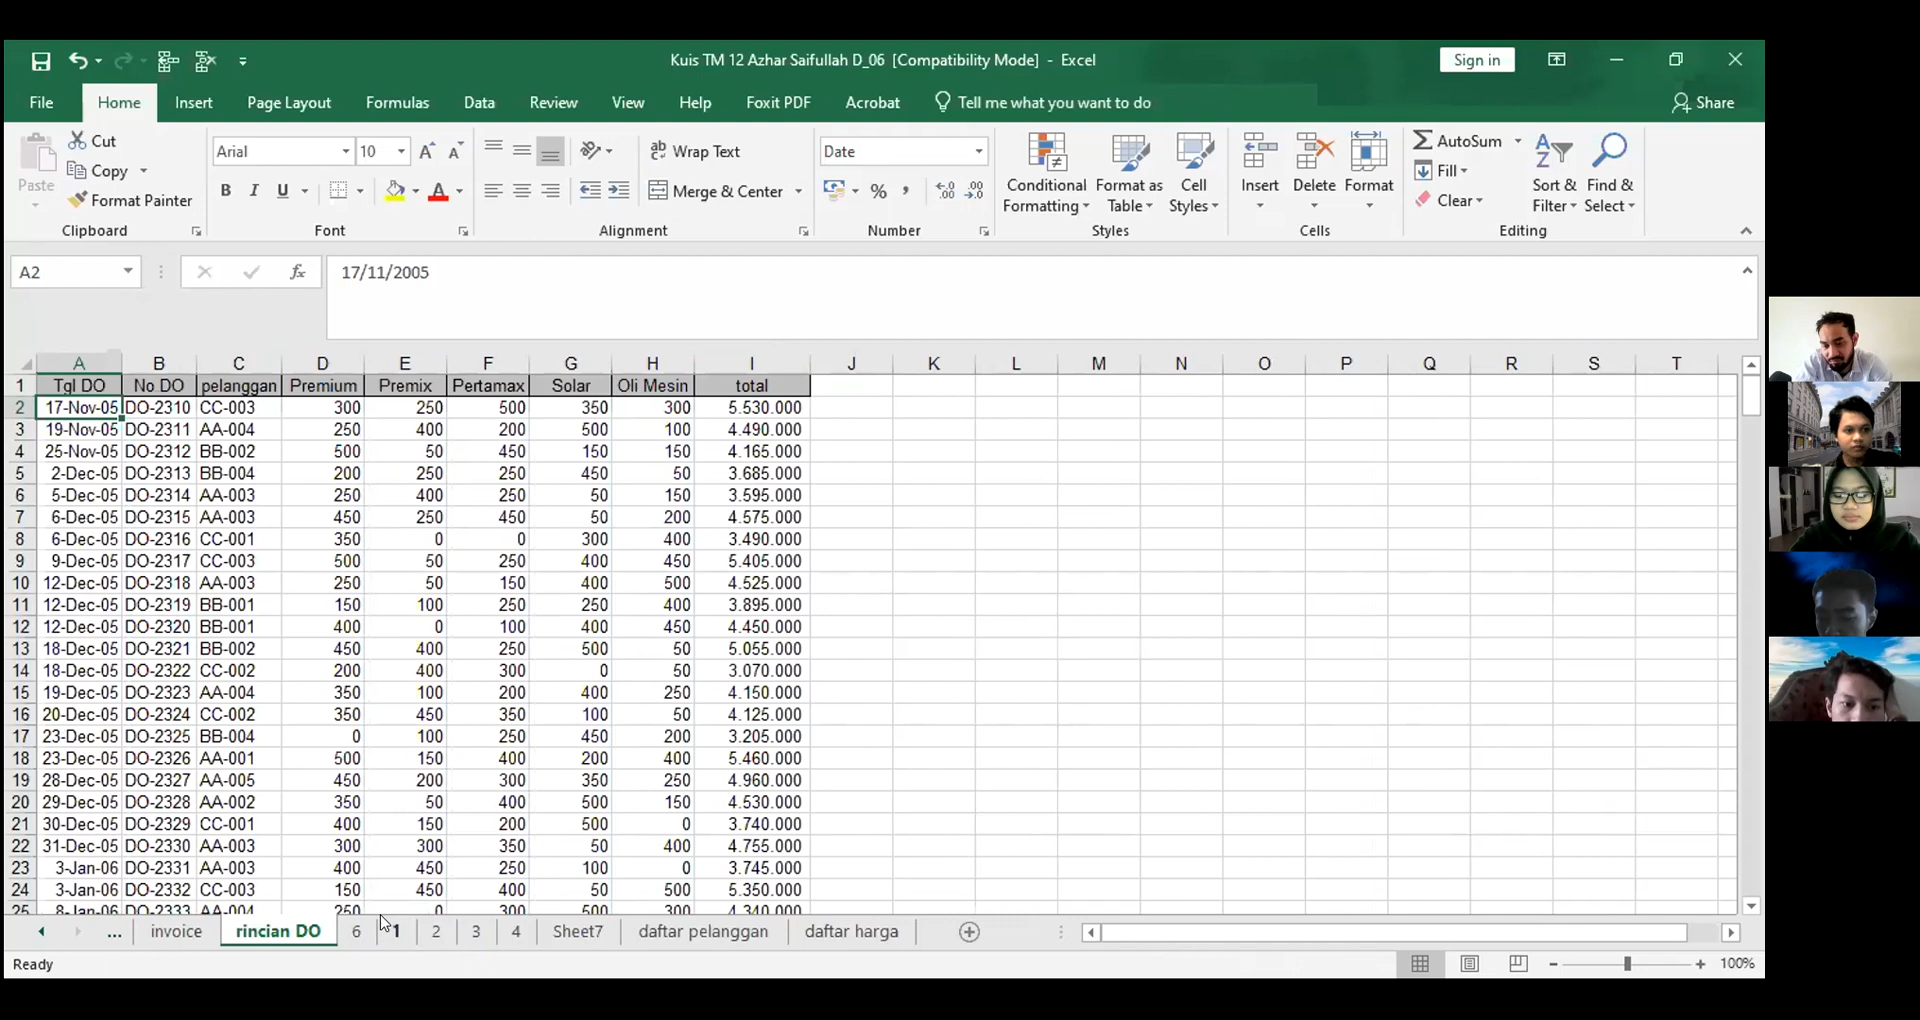 Kuis TM 12 Azhar Saifullah D_06 [Compatibility Mode] - Excel
Sign in
File Home Insert Page Layout Formulas Data Review View Help Foxit PDF Acrobat Tell me what you want to do Share
Paste
Cut
Copy
Format Painter
Clipboard
Arial 10
B I U
Font
ab Wrap Text
Merge & Center
Alignment
Date
% ,
Number
Conditional Formatting
Format as Table
Cell Styles
Styles
Insert
Delete
Format
Cells
AutoSum
Fill
Clear
Sort & Filter
Find & Select
Editing
A2 fx 17/11/2005
A B C D E F G H I J K L M N O P Q R S T
1 Tgl DO No DO pelanggan Premium Premix Pertamax Solar Oli Mesin total
2 17-Nov-05 DO-2310 CC-003 300 250 500 350 300 5.530.000
3 19-Nov-05 DO-2311 AA-004 250 400 200 500 100 4.490.000
4 25-Nov-05 DO-2312 BB-002 500 50 450 150 150 4.165.000
5 2-Dec-05 DO-2313 BB-004 200 250 250 450 50 3.685.000
6 5-Dec-05 DO-2314 AA-003 250 400 250 50 150 3.595.000
7 6-Dec-05 DO-2315 AA-003 450 250 450 50 200 4.575.000
8 6-Dec-05 DO-2316 CC-001 350 0 0 300 400 3.490.000
9 9-Dec-05 DO-2317 CC-003 500 50 250 400 450 5.405.000
10 12-Dec-05 DO-2318 AA-003 250 50 150 400 500 4.525.000
11 12-Dec-05 DO-2319 BB-001 150 100 250 250 400 3.895.000
12 12-Dec-05 DO-2320 BB-001 400 0 100 400 450 4.450.000
13 18-Dec-05 DO-2321 BB-002 450 400 250 500 50 5.055.000
14 18-Dec-05 DO-2322 CC-002 200 400 300 0 50 3.070.000
15 19-Dec-05 DO-2323 AA-004 350 100 200 400 250 4.150.000
16 20-Dec-05 DO-2324 CC-002 350 450 350 100 50 4.125.000
17 23-Dec-05 DO-2325 BB-004 0 100 250 450 200 3.205.000
18 23-Dec-05 DO-2326 AA-001 500 150 400 200 400 5.460.000
19 28-Dec-05 DO-2327 AA-005 450 200 300 350 250 4.960.000
20 29-Dec-05 DO-2328 AA-002 350 50 400 500 150 4.530.000
21 30-Dec-05 DO-2329 CC-001 400 150 200 500 0 3.740.000
22 31-Dec-05 DO-2330 AA-003 300 300 350 50 400 4.755.000
23 3-Jan-06 DO-2331 AA-003 400 450 250 100 0 3.745.000
24 3-Jan-06 DO-2332 CC-003 150 450 400 50 500 5.350.000
25 8-Jan-06 DO-2333 AA-004 250 0 300 500 300 4.340.000
... invoice rincian DO 6 1 2 3 4 Sheet7 daftar pelanggan daftar harga
Ready 100%